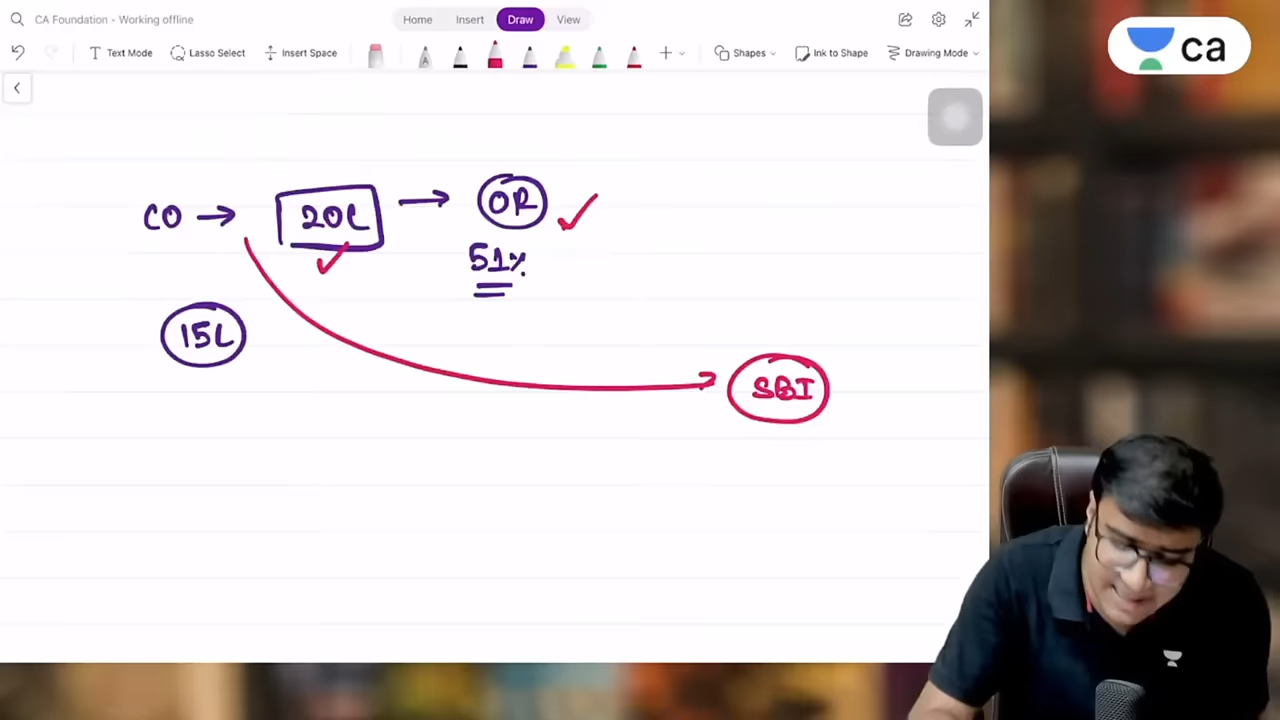 CA Foundation - Working offline
Home Insert Draw View
Text Mode Lasso Select Insert Space Shapes Ink to Shape Drawing Mode
ca
CO → 20L → OR ✓
✓
51%
15L
SBI